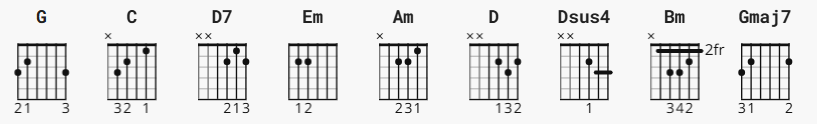 G C D7 Em Am D Dsus4 Bm Gmaj7
× ×× × ×× ×× × 2fr
21 3 32 1 213 12 231 132 1 342 31 2